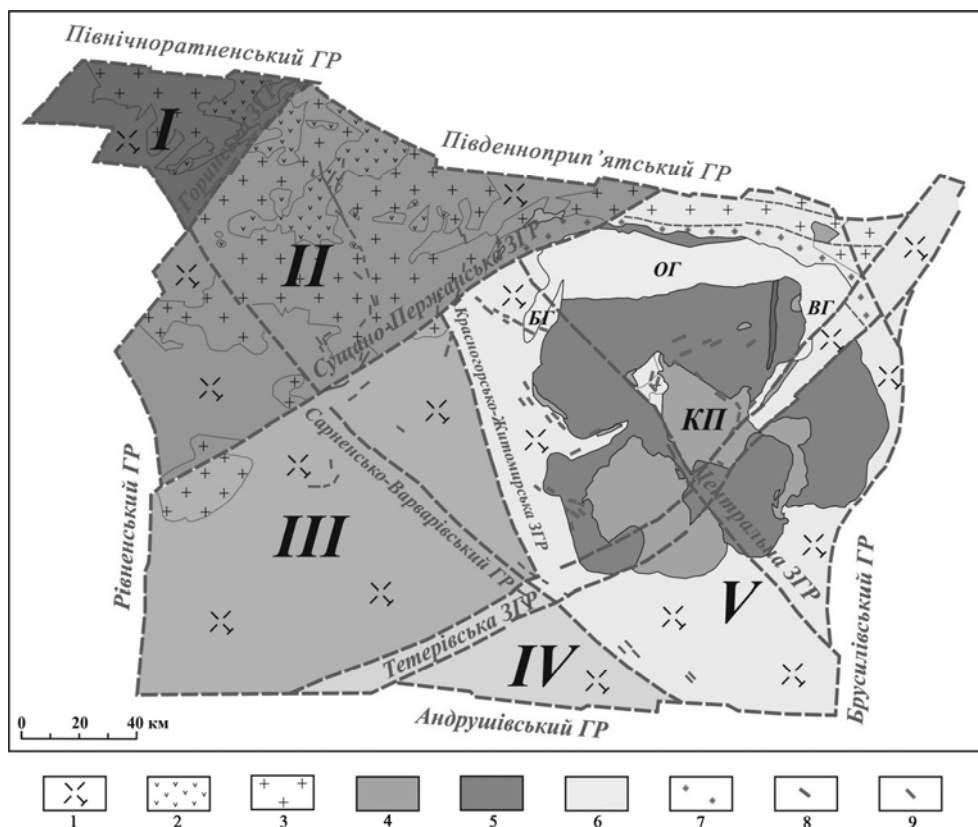 Північноратненський ГР
I
Горинська ЗГР
Південноприп’ятський ГР
II
Сущано-Пержанська ЗГР
ОГ
БГ
ВГ
КП
Красногорсько-Житомирська ЗГР
Сарненсько-Варварівський ГР
Центральна ЗГР
Рівненський ГР
III
V
Тетерівська ЗГР
IV
Брусилівський ГР
Андрушівський ГР
0 20 40 км
1 2 3 4 5 6 7 8 9